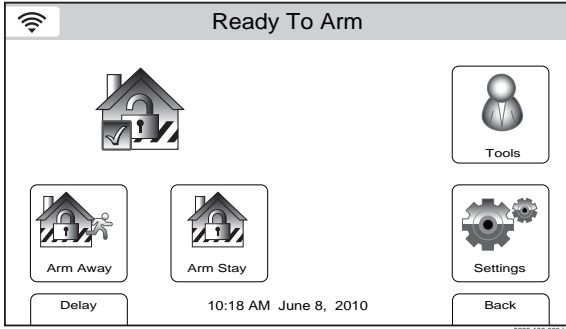 Ready To Arm
Tools
Arm Away
Arm Stay
Settings
Delay
10:18 AM June 8, 2010
Back